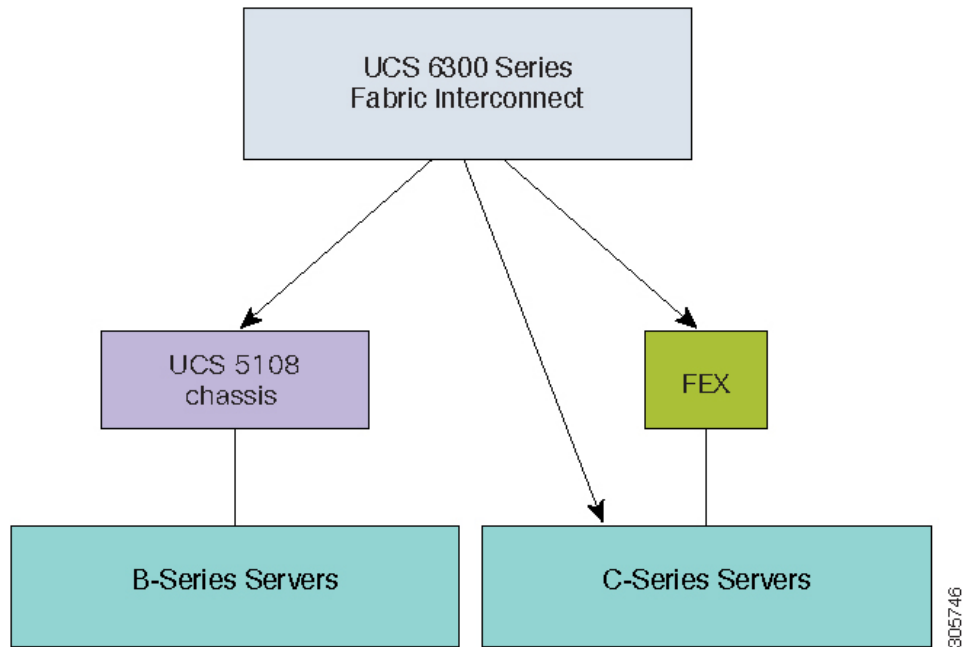 UCS 6300 Series
Fabric Interconnect
UCS 5108
chassis
FEX
B-Series Servers
C-Series Servers
305746